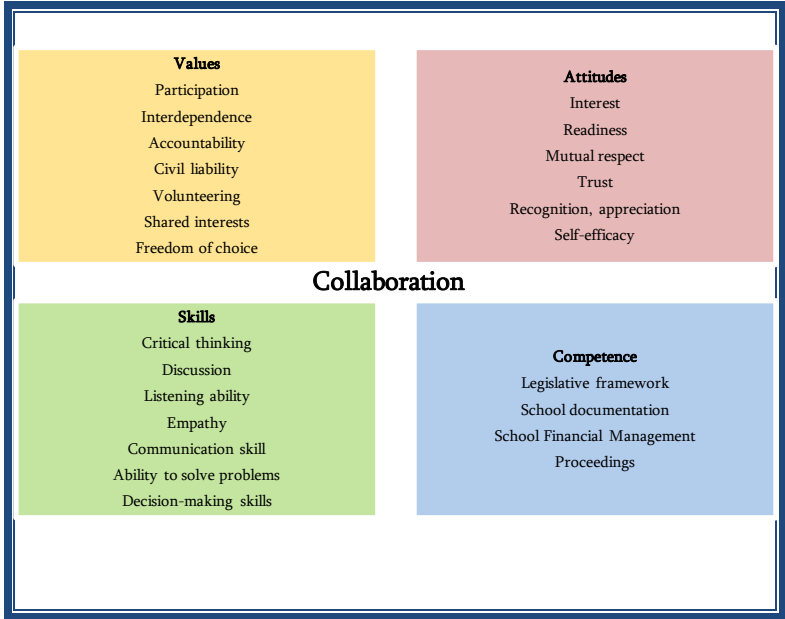 Values
Participation
Interdependence
Accountability
Civil liability
Volunteering
Shared interests
Freedom of choice
Attitudes
Interest
Readiness
Mutual respect
Trust
Recognition, appreciation
Self-efficacy
Collaboration
Skills
Critical thinking
Discussion
Listening ability
Empathy
Communication skill
Ability to solve problems
Decision-making skills
Competence
Legislative framework
School documentation
School Financial Management
Proceedings